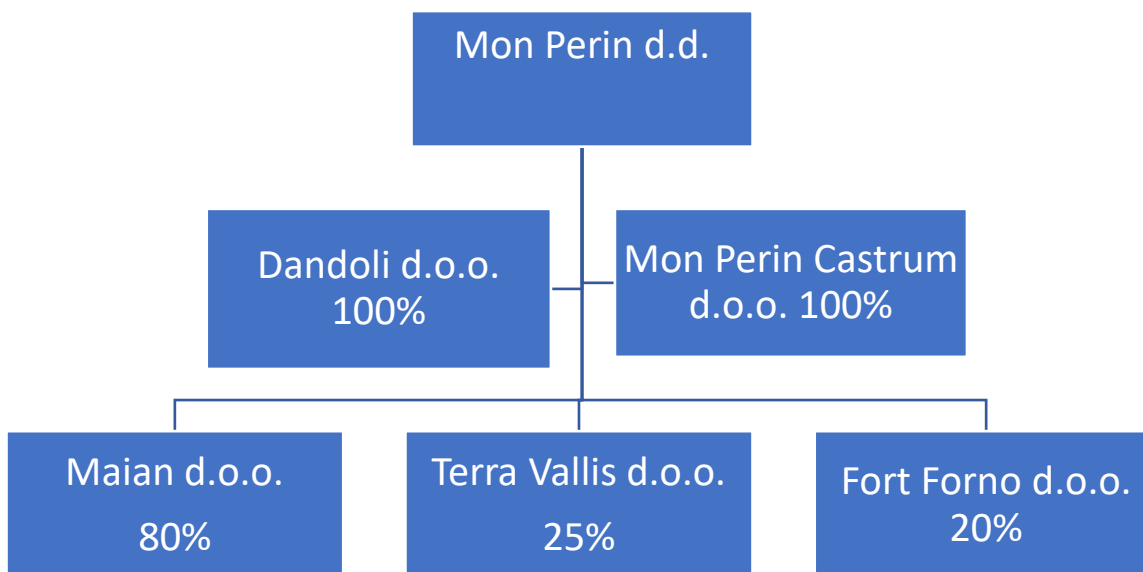 Mon Perin d.d.
Dandoli d.o.o.
100%
Mon Perin Castrum
d.o.o. 100%
Maian d.o.o.
80%
Terra Vallis d.o.o.
25%
Fort Forno d.o.o.
20%